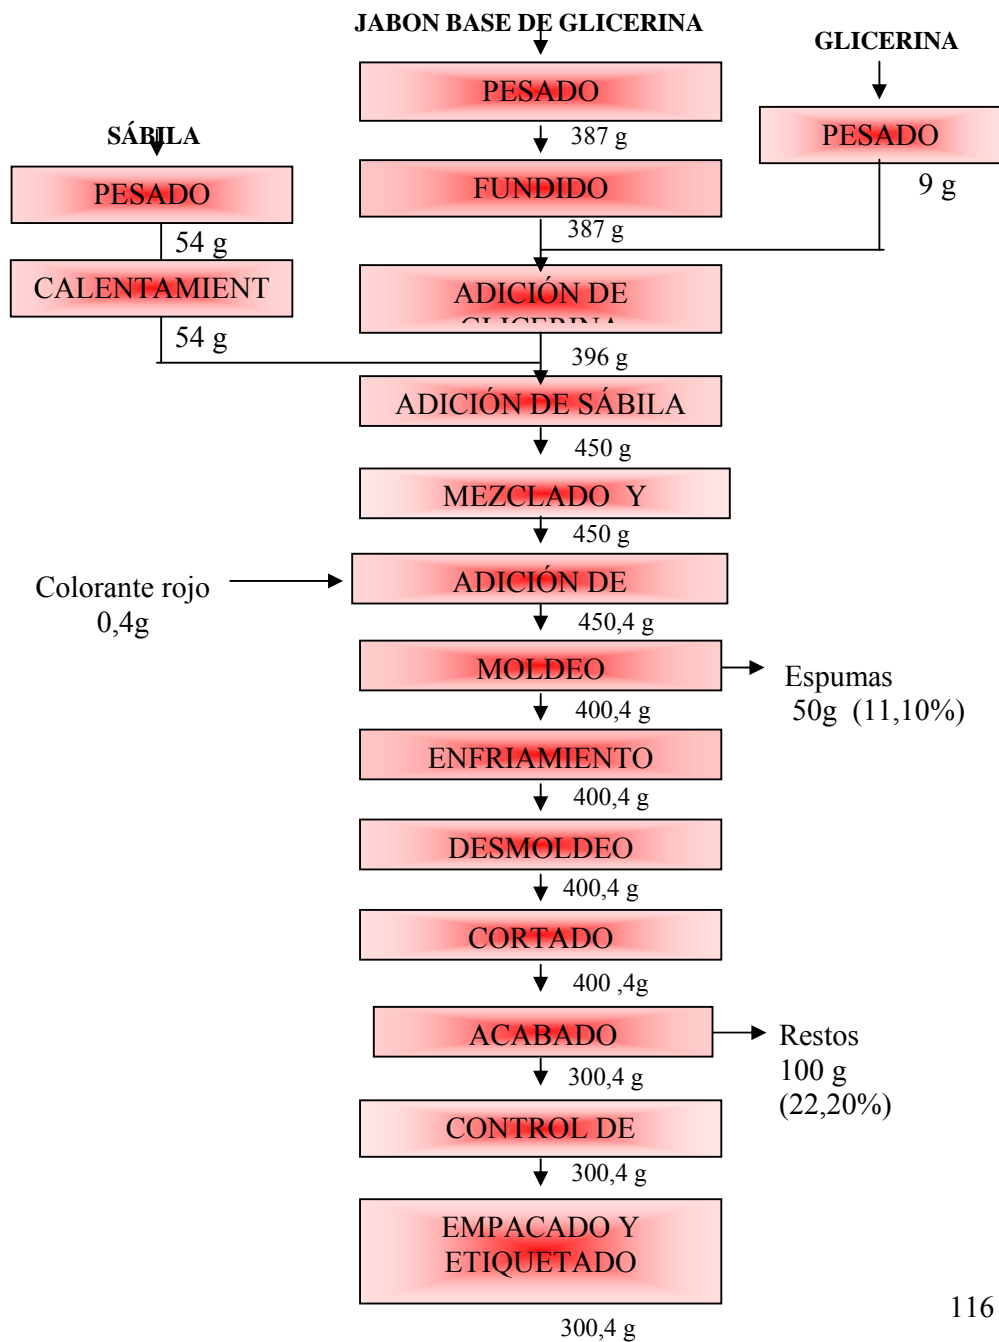 JABON BASE DE GLICERINA
GLICERINA
PESADO
387 g
PESADO
9 g
SÁBILA
PESADO
54 g
CALENTAMIENT
54 g
FUNDIDO
387 g
ADICIÓN DE
GLICERINA
396 g
ADICIÓN DE SÁBILA
450 g
MEZCLADO Y
450 g
Colorante rojo
0,4g
ADICIÓN DE
450,4 g
MOLDEO
Espumas
50g (11,10%)
400,4 g
ENFRIAMIENTO
400,4 g
DESMOLDEO
400,4 g
CORTADO
400 ,4g
ACABADO
Restos
100 g
(22,20%)
300,4 g
CONTROL DE
300,4 g
EMPACADO Y
ETIQUETADO
300,4 g
116